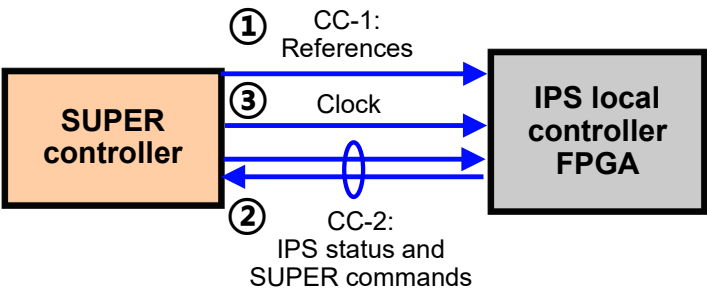 ① CC-1:
References
SUPER
controller
③ Clock
IPS local
controller
FPGA
② CC-2:
IPS status and
SUPER commands